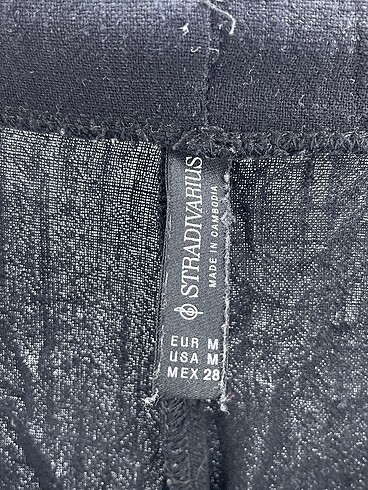 STRADIVARIUS
MADE IN CAMBODIA
EUR M
USA M
MEX 28